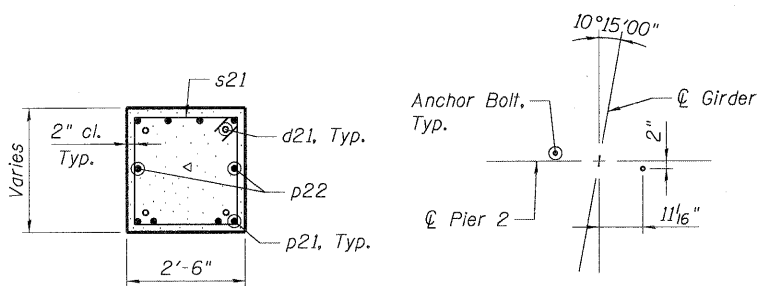 s21
2" cl.
Typ.
Varies
d21, Typ.
p22
p21, Typ.
2'-6"
10°15'00"
Anchor Bolt,
Typ.
℄ Girder
2"
℄ Pier 2
11⁄16"